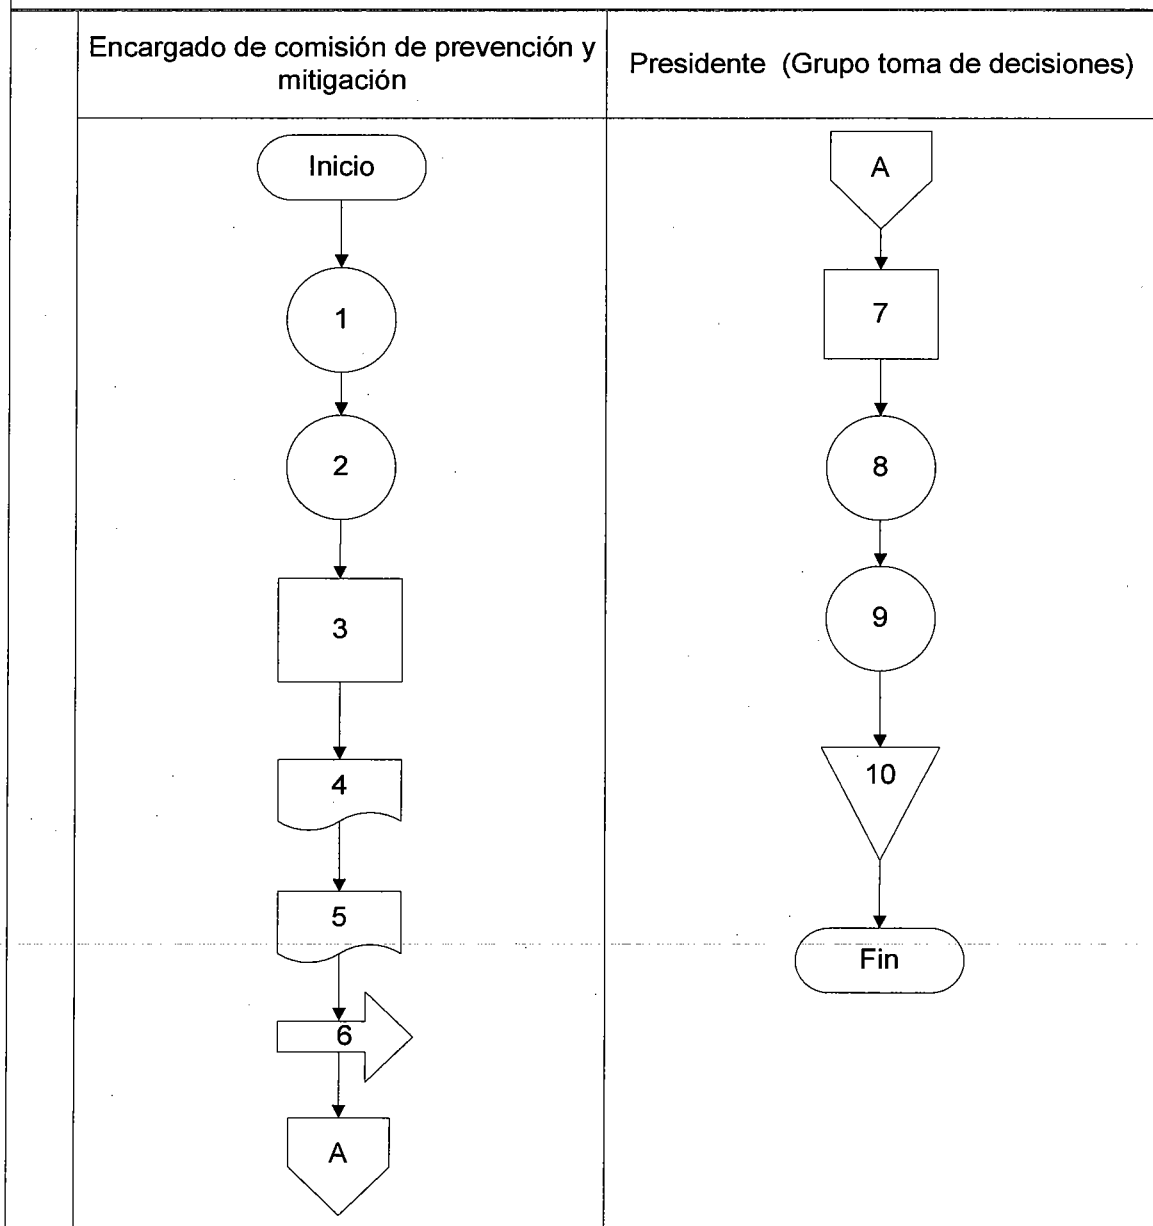 Encargado de comisión de prevención y
mitigación
Presidente (Grupo toma de decisiones)
Inicio
1
2
3
4
5
6
A
A
7
8
9
10
Fin